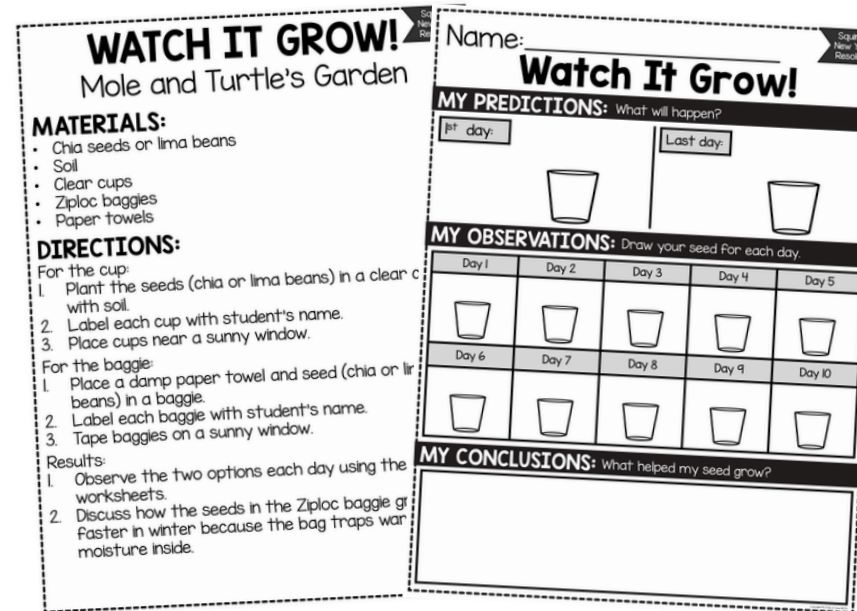 WATCH IT GROW!
Mole and Turtle's Garden
MATERIALS:
• Chia seeds or lima beans
• Soil
• Clear cups
• Ziploc baggies
• Paper towels
DIRECTIONS:
For the cup:
1. Plant the seeds (chia or lima beans) in a clear
with soil.
2. Label each cup with student's name.
3. Place cups near a sunny window.
For the baggie:
1. Place a damp paper towel and seed (chia or
beans) in a baggie.
2. Label each baggie with student's name.
3. Tape baggies on a sunny window.
Results:
1. Observe the two options each day using the
worksheets.
2. Discuss how the seeds in the Ziploc baggie
faster in winter because the bag traps
moisture inside.
Name:
Watch It Grow!
MY PREDICTIONS: What will happen?
1st day:
Last day:
MY OBSERVATIONS: Draw your seed for each day.
Day 1 Day 2 Day 3 Day 4 Day 5
Day 6 Day 7 Day 8 Day 9 Day 10
MY CONCLUSIONS: What helped my seed grow?